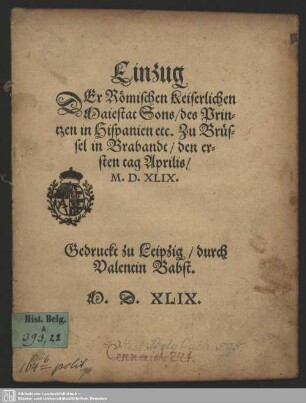 Einzug
DEr Römischen Keiserlichen
Maiestat Sons/des Prin-
tzen in Hispanien etc. Zu Brüs-
sel in Brabandt/den er-
sten tag Aprilis/
M. D. XLIX.
Gedruckt zu Leipzig/durch
Valentin Babst.
M. D. XLIX.
Hist. Belg.
A.
393,22